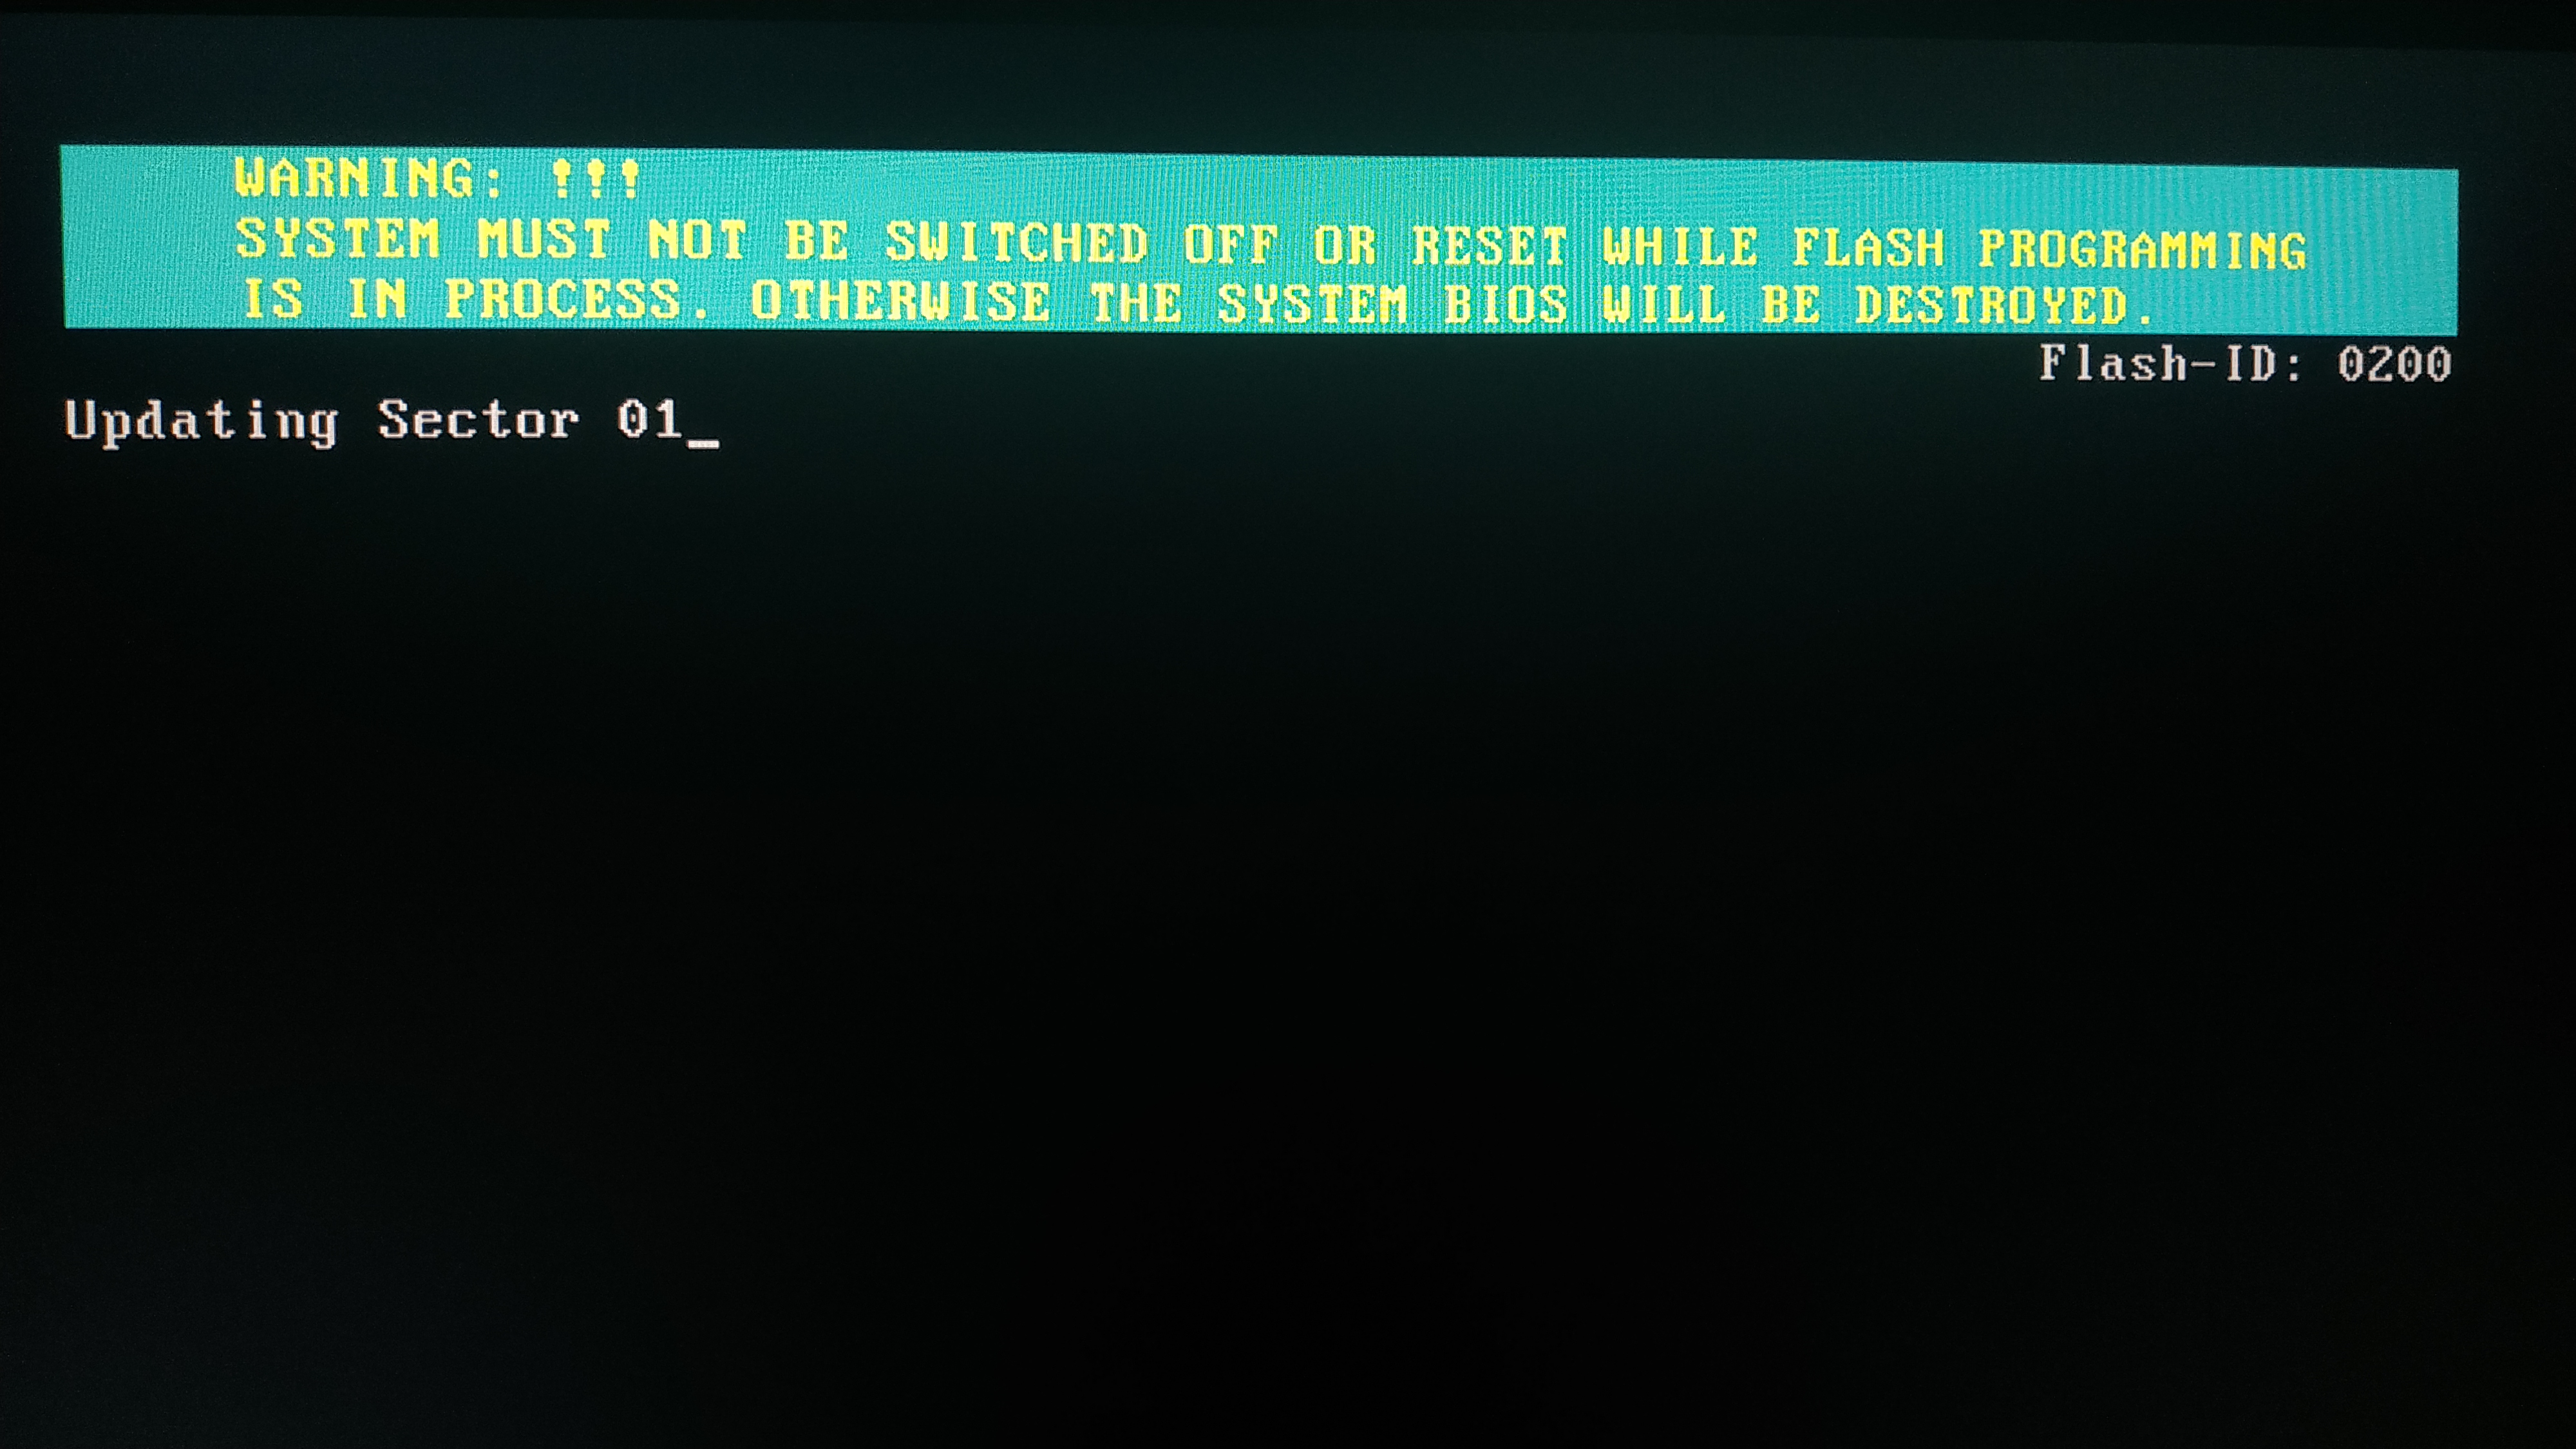 WARNING: !!!
SYSTEM MUST NOT BE SWITCHED OFF OR RESET WHILE FLASH PROGRAMMING
IS IN PROCESS. OTHERWISE THE SYSTEM BIOS WILL BE DESTROYED.
Flash-ID: 0200
Updating Sector 01_